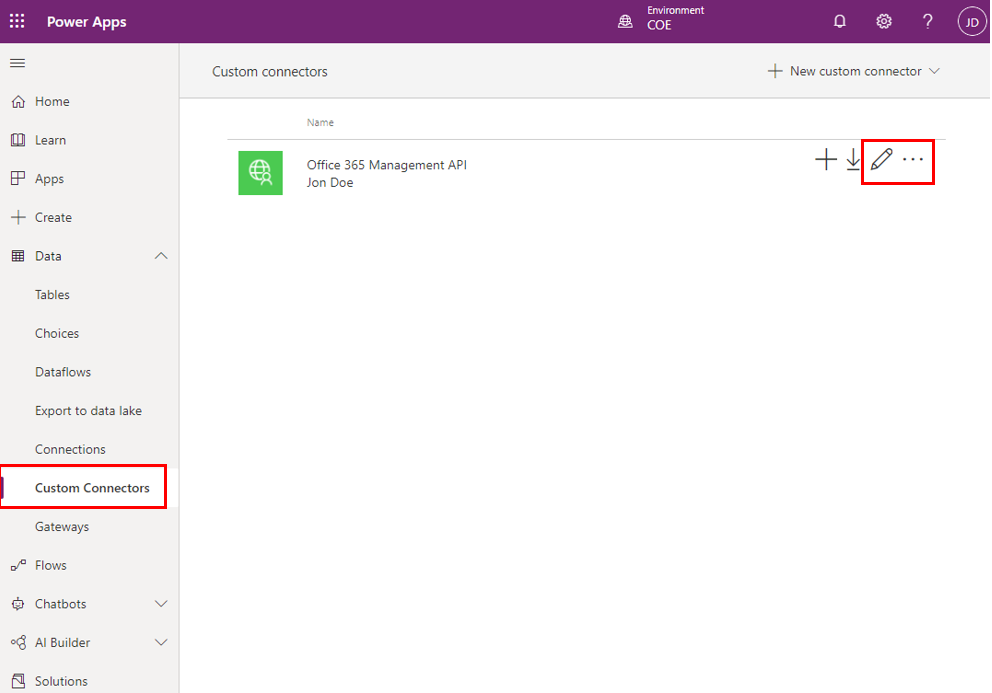 Power Apps
Environment
COE
?
JD
Custom connectors
New custom connector
Home
Learn
Apps
Create
Data
Tables
Choices
Dataflows
Export to data lake
Connections
Custom Connectors
Gateways
Flows
Chatbots
AI Builder
Solutions
Name
Office 365 Management API
Jon Doe